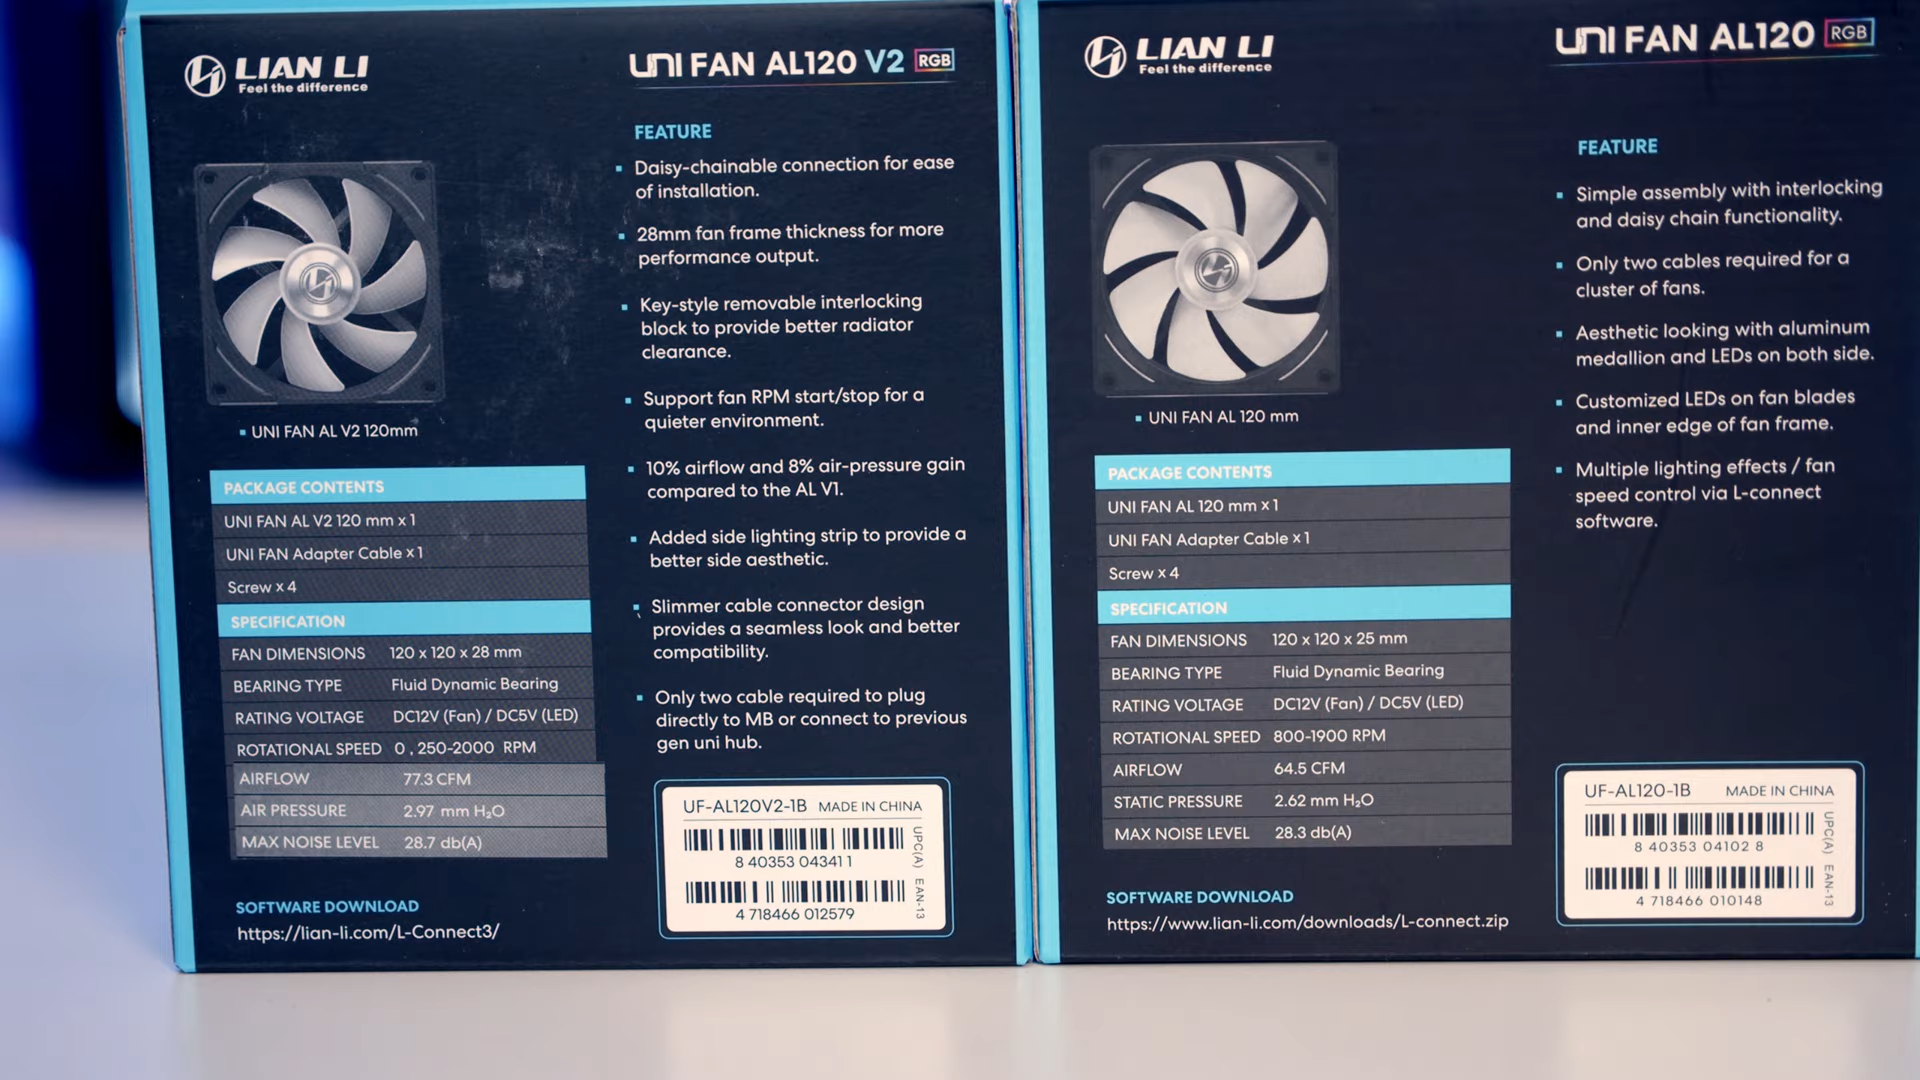 LIAN LI
Feel the difference
UNI FAN AL120 V2 RGB
UNI FAN AL V2 120mm
PACKAGE CONTENTS
UNI FAN AL V2 120 mm x 1
UNI FAN Adapter Cable x 1
Screw x 4
SPECIFICATION
FAN DIMENSIONS 120 x 120 x 28 mm
BEARING TYPE Fluid Dynamic Bearing
RATING VOLTAGE DC12V (Fan) / DC5V (LED)
ROTATIONAL SPEED 0 , 250-2000 RPM
AIRFLOW 77.3 CFM
AIR PRESSURE 2.97 mm H₂O
MAX NOISE LEVEL 28.7 db(A)
SOFTWARE DOWNLOAD
https://lian-li.com/L-Connect3/
FEATURE
Daisy-chainable connection for ease
of installation.
28mm fan frame thickness for more
performance output.
Key-style removable interlocking
block to provide better radiator
clearance.
Support fan RPM start/stop for a
quieter environment.
10% airflow and 8% air-pressure gain
compared to the AL V1.
Added side lighting strip to provide a
better side aesthetic.
Slimmer cable connector design
provides a seamless look and better
compatibility.
Only two cable required to plug
directly to MB or connect to previous
gen uni hub.
UF-AL120V2-1B MADE IN CHINA
8 40353 04341 1
UPC(A)
4 718466 012579
EAN-13
LIAN LI
Feel the difference
UNI FAN AL120 RGB
UNI FAN AL 120 mm
PACKAGE CONTENTS
UNI FAN AL 120 mm x 1
UNI FAN Adapter Cable x 1
Screw x 4
SPECIFICATION
FAN DIMENSIONS 120 x 120 x 25 mm
BEARING TYPE Fluid Dynamic Bearing
RATING VOLTAGE DC12V (Fan) / DC5V (LED)
ROTATIONAL SPEED 800-1900 RPM
AIRFLOW 64.5 CFM
STATIC PRESSURE 2.62 mm H₂O
MAX NOISE LEVEL 28.3 db(A)
SOFTWARE DOWNLOAD
https://www.lian-li.com/downloads/L-connect.zip
FEATURE
Simple assembly with interlocking
and daisy chain functionality.
Only two cables required for a
cluster of fans.
Aesthetic looking with aluminum
medallion and LEDs on both side.
Customized LEDs on fan blades
and inner edge of fan frame.
Multiple lighting effects / fan
speed control via L-connect
software.
UF-AL120-1B MADE IN CHINA
8 40353 04102 8
UPC(A)
4 718466 010148
EAN-13